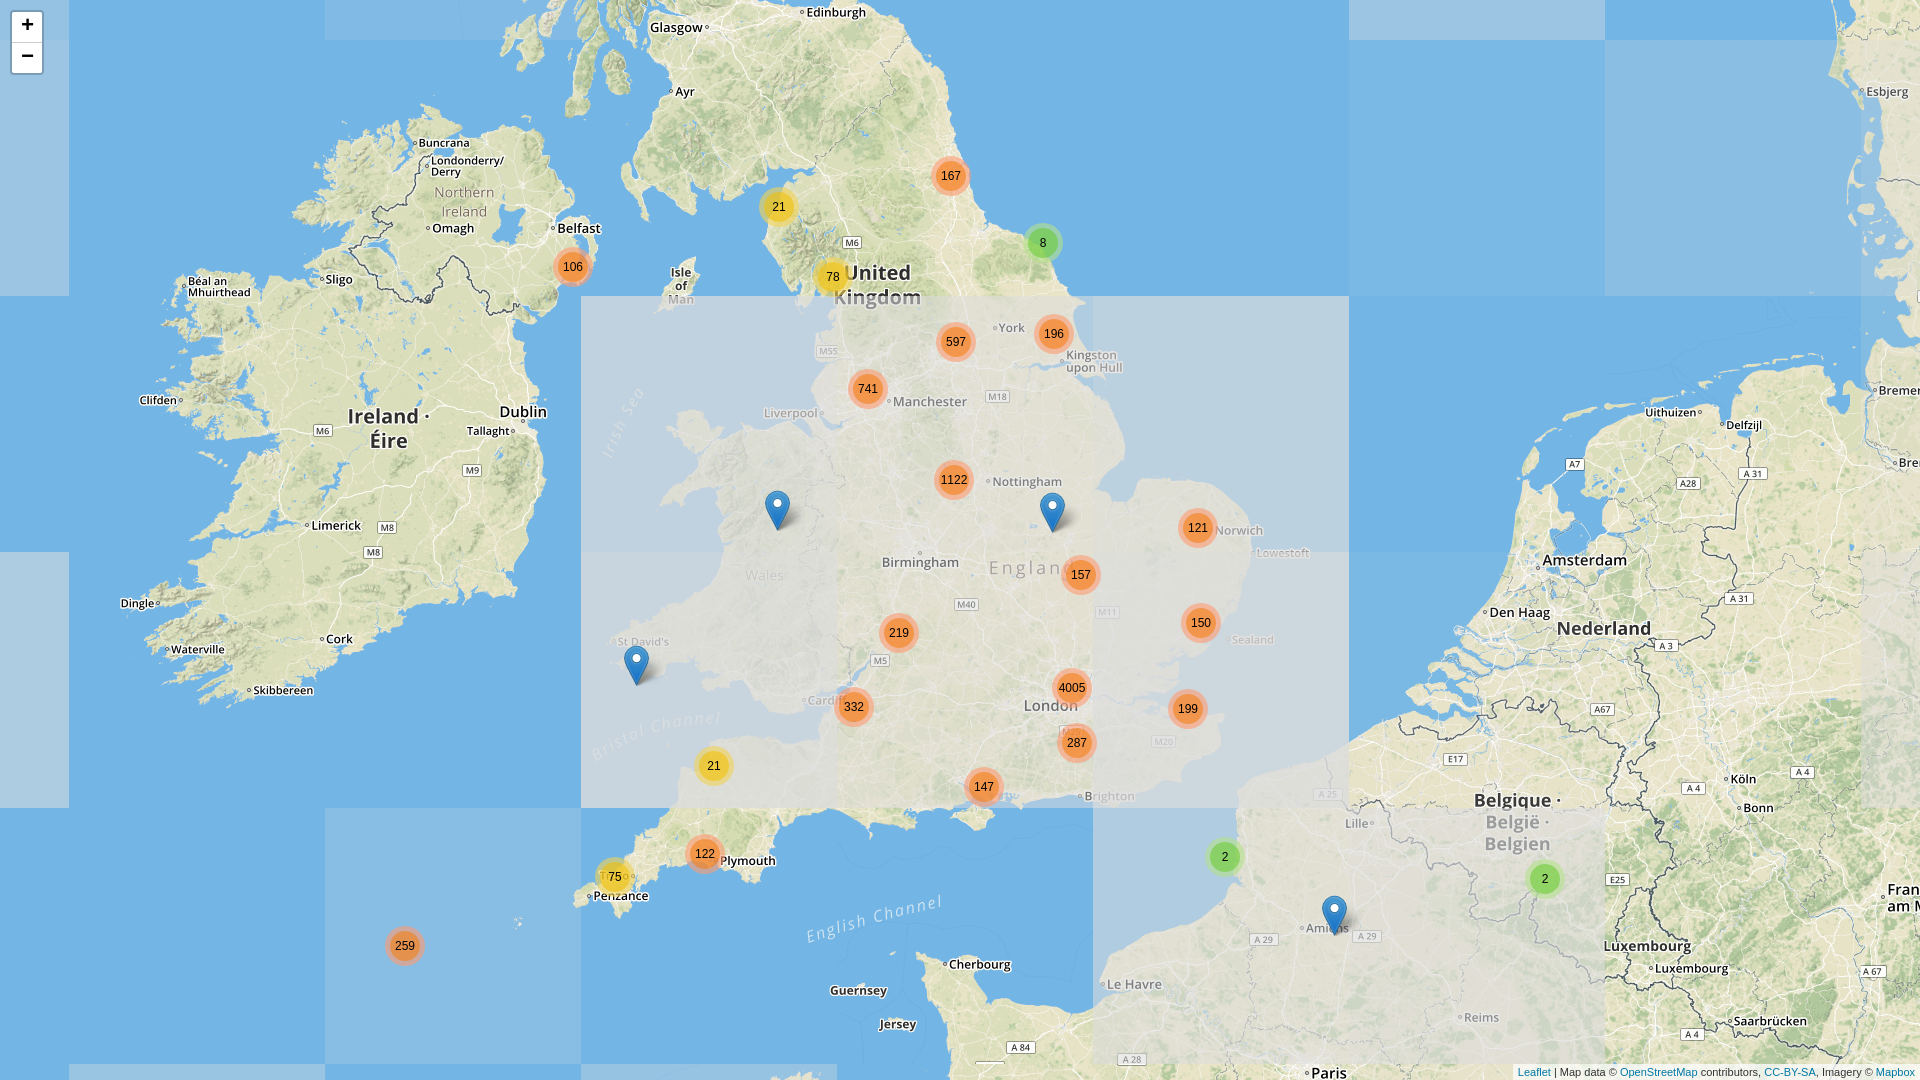 +
−
Glasgow
Edinburgh
Ayr
Esbjerg
Buncrana
Londonderry/
Derry
167
Northern
Ireland
21
Omagh
Belfast
8
M6
106
78
United
Kingdom
Isle
of
Man
Sligo
Béal an
Mhuirthead
York
196
597
M55
Kingston
upon Hull
741
Manchester
M18
Liverpool
Irish Sea
Clifden
Ireland ·
Éire
Dublin
Tallaght
M6
M9
Uithuizen
Delfzijl
Bremer
A7
A 31
A28
Bre
1122
Nottingham
Limerick
M8
M8
121
Norwich
Lowestoft
Birmingham
Wales
Englan
157
Amsterdam
M40
M11
A 31
Dingle
Den Haag
Nederland
150
219
Sealand
Cork
Waterville
St David's
M5
A 3
Skibbereen
4005
London
Cardiff
332
199
A67
Bristol Channel
287
M20
E17
21
Köln
A 4
A 4
Bonn
147
Brighton
A 25
Belgique ·
België ·
Belgien
Lille
122
Plymouth
2
75
Penzance
2
E25
Fran
am M
English Channel
259
Amiens
A 29
A 29
Luxembourg
Luxembourg
A 67
Cherbourg
Guernsey
Le Havre
Jersey
Reims
Saarbrücken
A 4
A 84
A 28
Paris
Leaflet | Map data © OpenStreetMap contributors, CC-BY-SA, Imagery © Mapbox